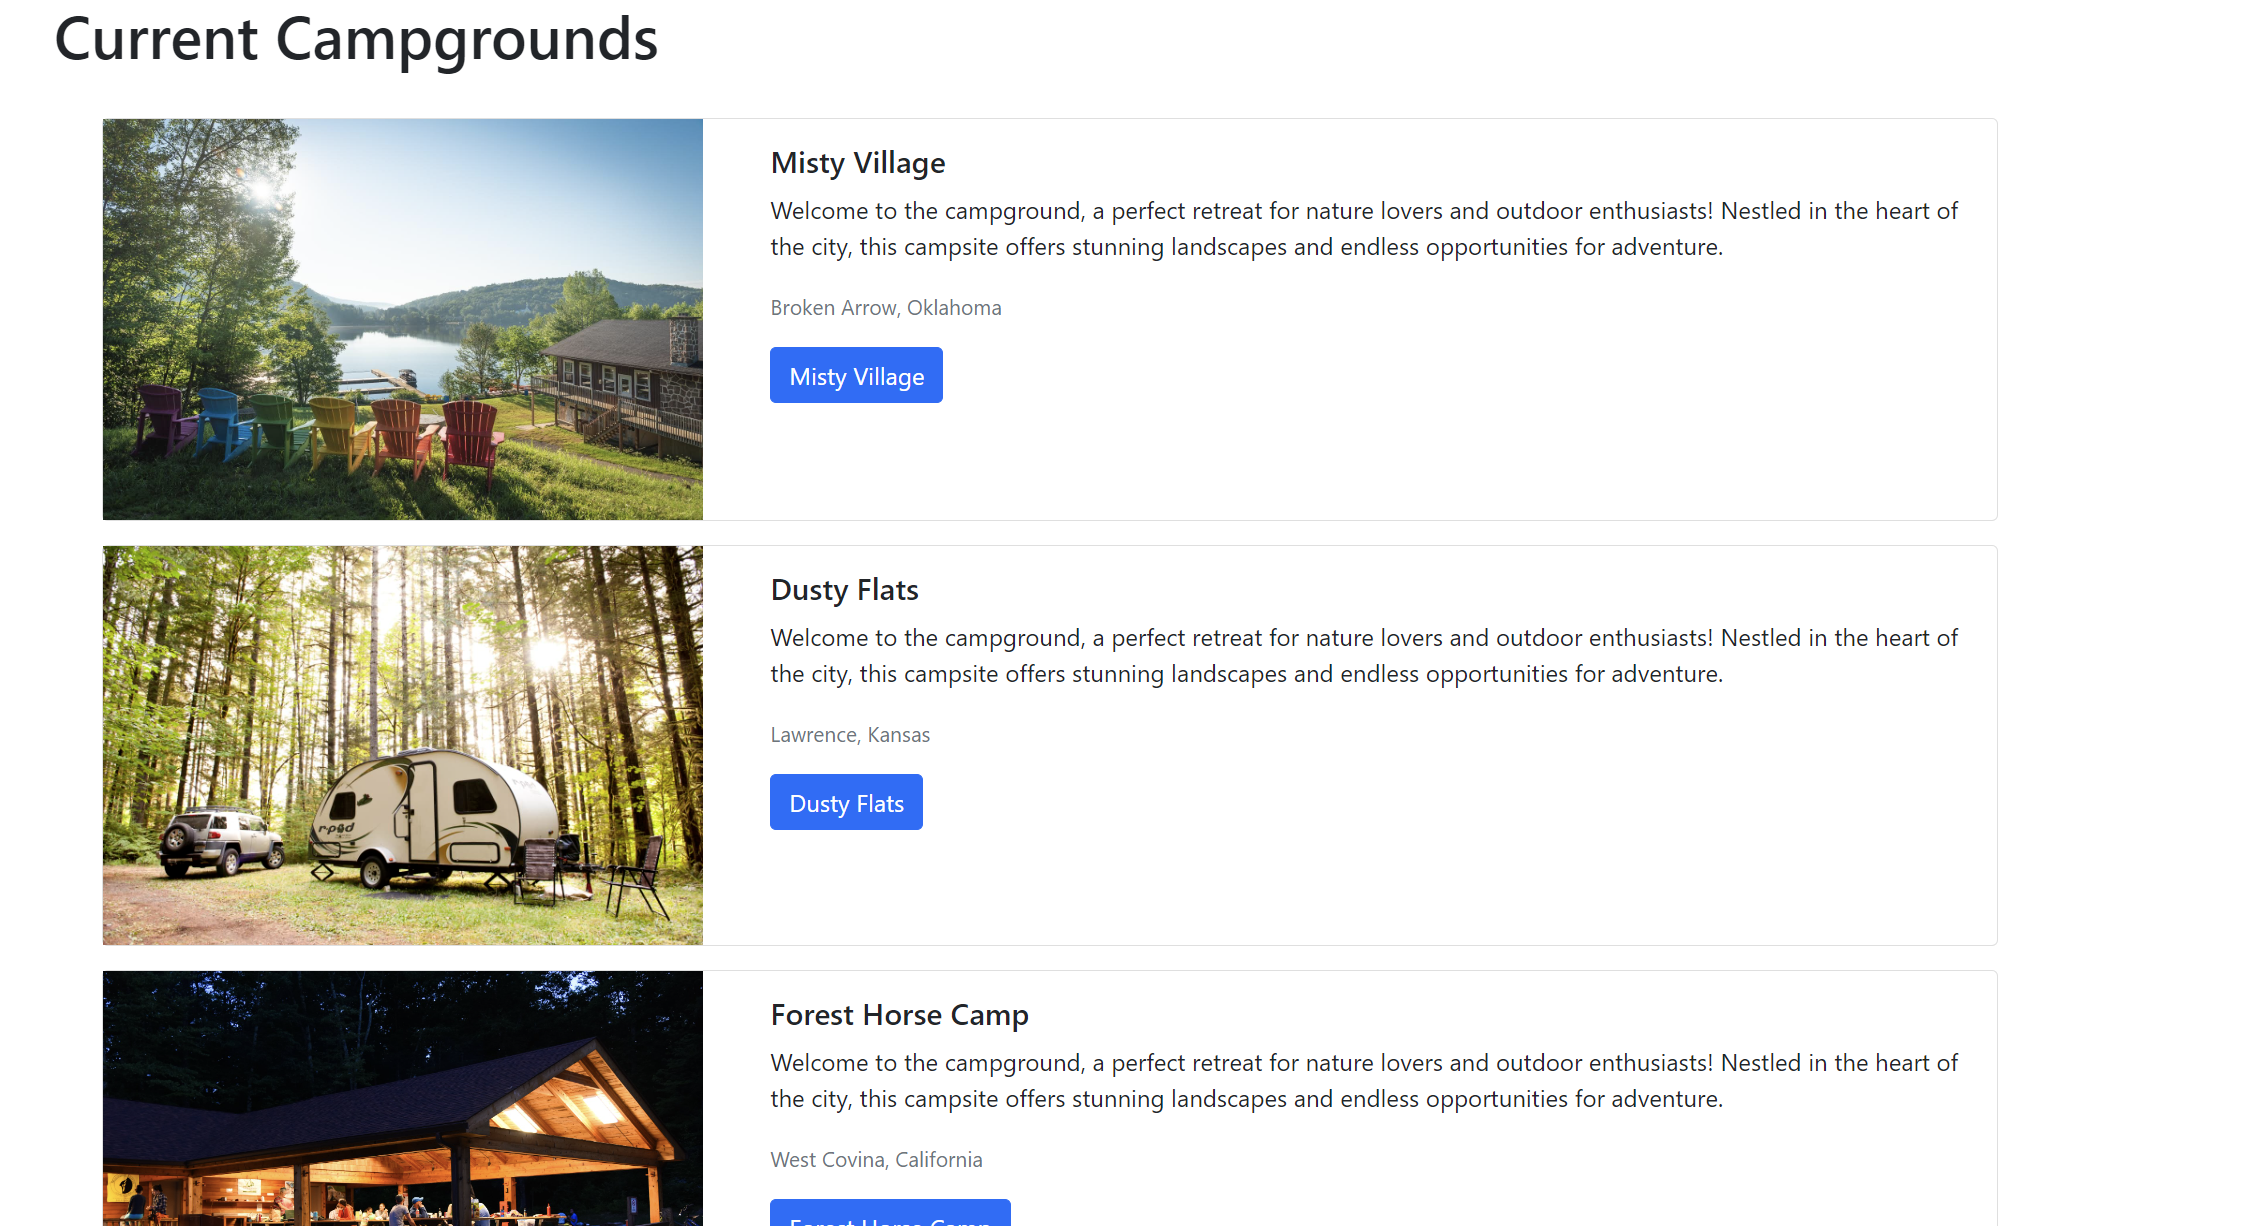 Current Campgrounds
Misty Village
Welcome to the campground, a perfect retreat for nature lovers and outdoor enthusiasts! Nestled in the heart of
the city, this campsite offers stunning landscapes and endless opportunities for adventure.
Broken Arrow, Oklahoma
Misty Village
r-pod
Dusty Flats
Welcome to the campground, a perfect retreat for nature lovers and outdoor enthusiasts! Nestled in the heart of
the city, this campsite offers stunning landscapes and endless opportunities for adventure.
Lawrence, Kansas
Dusty Flats
Forest Horse Camp
Welcome to the campground, a perfect retreat for nature lovers and outdoor enthusiasts! Nestled in the heart of
the city, this campsite offers stunning landscapes and endless opportunities for adventure.
West Covina, California
Forest Horse Camp